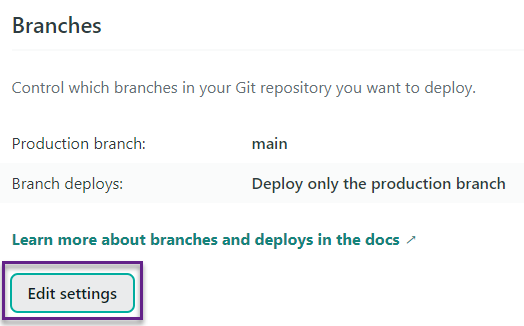 Branches
Control which branches in your Git repository you want to deploy.
Production branch: main
Branch deploys: Deploy only the production branch
Learn more about branches and deploys in the docs ↗
Edit settings